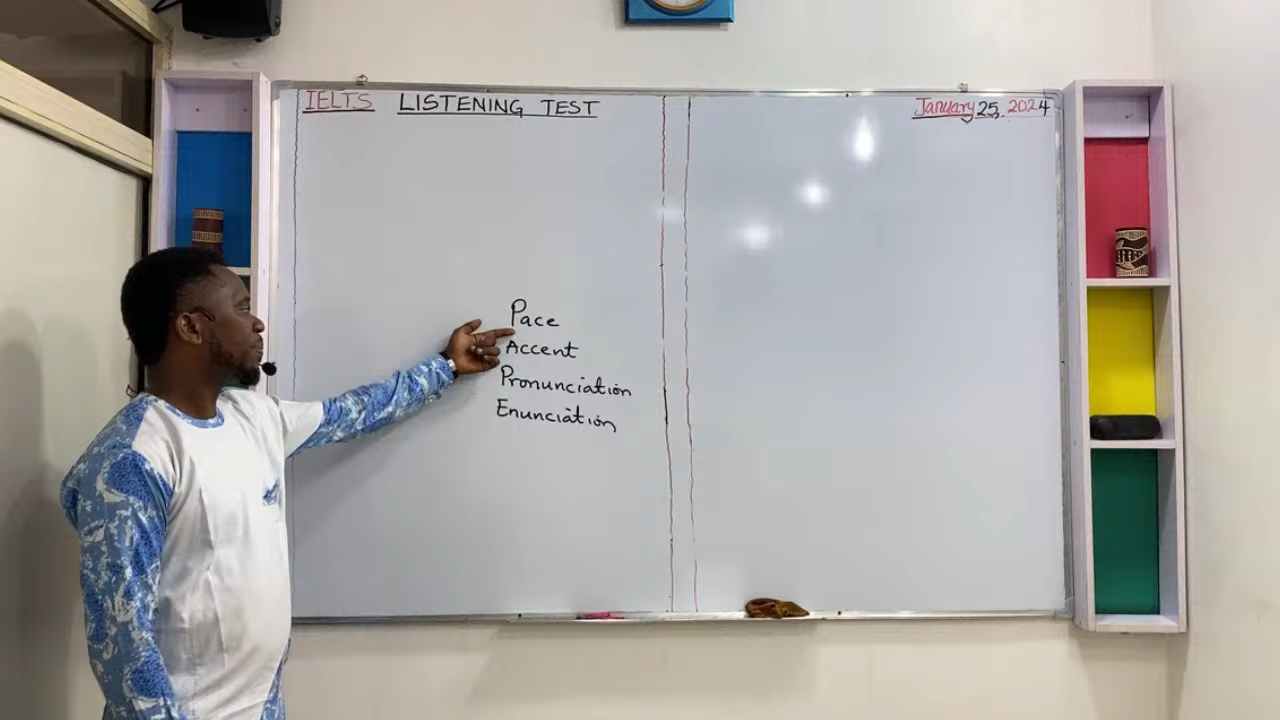 IELTS LISTENING TEST
January 25, 2024
Pace
Accent
Pronunciation
Enunciation